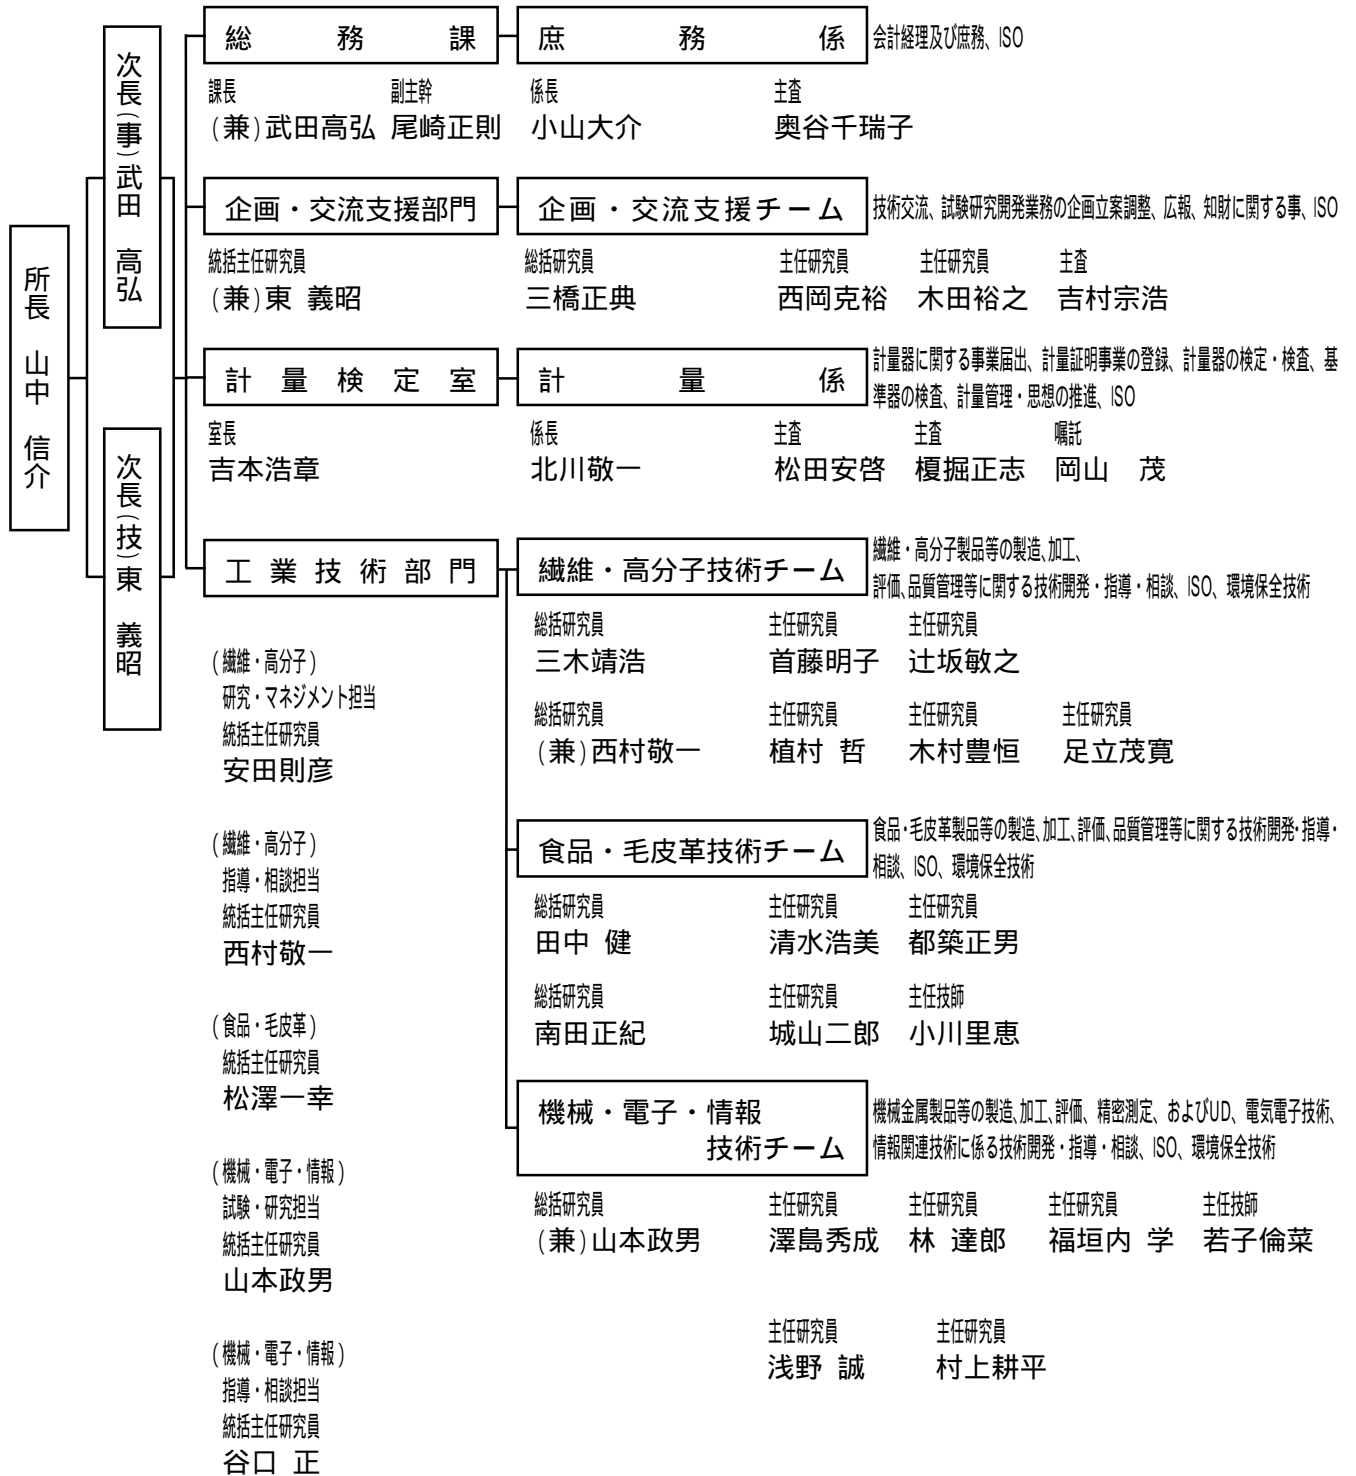 所長 山中 信介
次長(事)武田 高弘
次長(技)東 義昭
総務課
庶務係
会計経理及び庶務、ISO
課長 副主幹 係長 主査
(兼)武田高弘 尾崎正則 小山大介 奥谷千瑞子
企画・交流支援部門
企画・交流支援チーム
技術交流、試験研究開発業務の企画立案調整、広報、知財に関する事、ISO
統括主任研究員 総括研究員 主任研究員 主任研究員 主査
(兼)東 義昭 三橋正典 西岡克裕 木田裕之 吉村宗浩
計量検定室
計量係
計量器に関する事業届出、計量証明事業の登録、計量器の検定・検査、基
準器の検査、計量管理・思想の推進、ISO
室長 係長 主査 主査 嘱託
吉本浩章 北川敬一 松田安啓 榎掘正志 岡山 茂
工業技術部門
(繊維・高分子)
研究・マネジメント担当
統括主任研究員
安田則彦
(繊維・高分子)
指導・相談担当
統括主任研究員
西村敬一
(食品・毛皮革)
統括主任研究員
松澤一幸
(機械・電子・情報)
試験・研究担当
統括主任研究員
山本政男
(機械・電子・情報)
指導・相談担当
統括主任研究員
谷口 正
繊維・高分子技術チーム
繊維・高分子製品等の製造、加工、
評価、品質管理等に関する技術開発・指導・相談、ISO、環境保全技術
総括研究員 主任研究員 主任研究員
三木靖浩 首藤明子 辻坂敏之
総括研究員 主任研究員 主任研究員 主任研究員
(兼)西村敬一 植村 哲 木村豊恒 足立茂寛
食品・毛皮革技術チーム
食品・毛皮革製品等の製造、加工、評価、品質管理等に関する技術開発・指導・
相談、ISO、環境保全技術
総括研究員 主任研究員 主任研究員
田中 健 清水浩美 都築正男
総括研究員 主任研究員 主任技師
南田正紀 城山二郎 小川里恵
機械・電子・情報
技術チーム
機械金属製品等の製造、加工、評価、精密測定、およびUD、電気電子技術、
情報関連技術に係る技術開発・指導・相談、ISO、環境保全技術
総括研究員 主任研究員 主任研究員 主任研究員 主任技師
(兼)山本政男 澤島秀成 林 達郎 福垣内 学 若子倫菜
主任研究員 主任研究員
浅野 誠 村上耕平